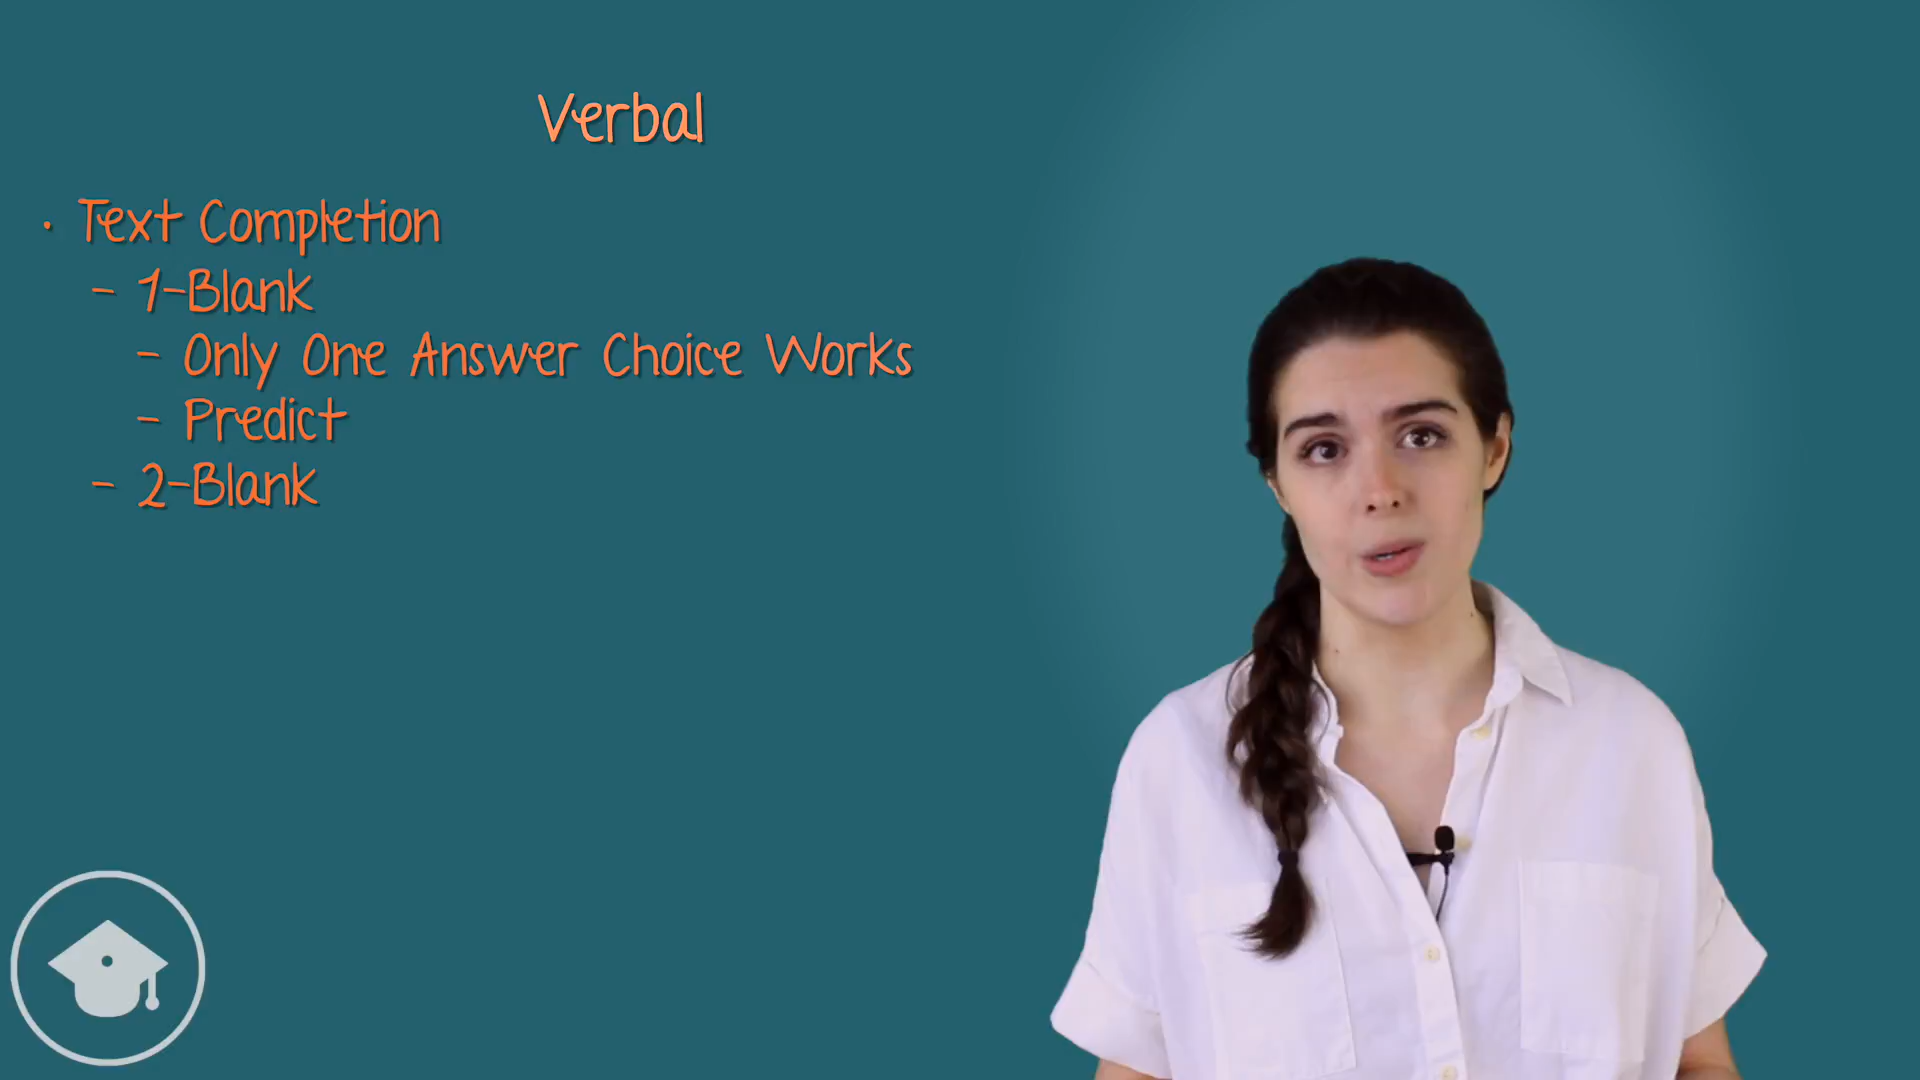 Verbal
· Text Completion
- 1-Blank
- Only One Answer Choice Works
- Predict
- 2-Blank